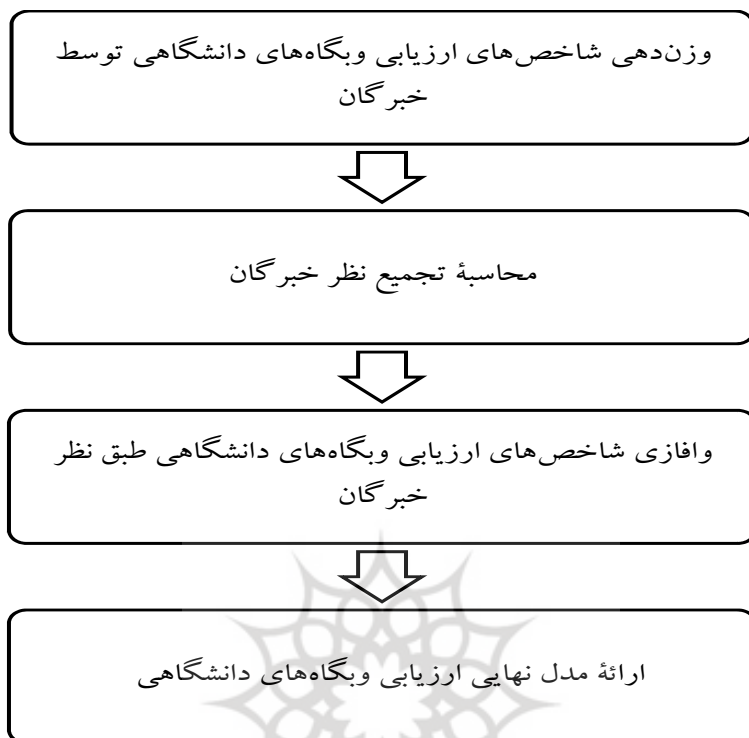 وزن‌دهی شاخص‌های ارزیابی وبگاه‌های دانشگاهی توسط
خبرگان
محاسبهٔ تجمیع نظر خبرگان
وافازی شاخص‌های ارزیابی وبگاه‌های دانشگاهی طبق نظر
خبرگان
ارائهٔ مدل نهایی ارزیابی وبگاه‌های دانشگاهی